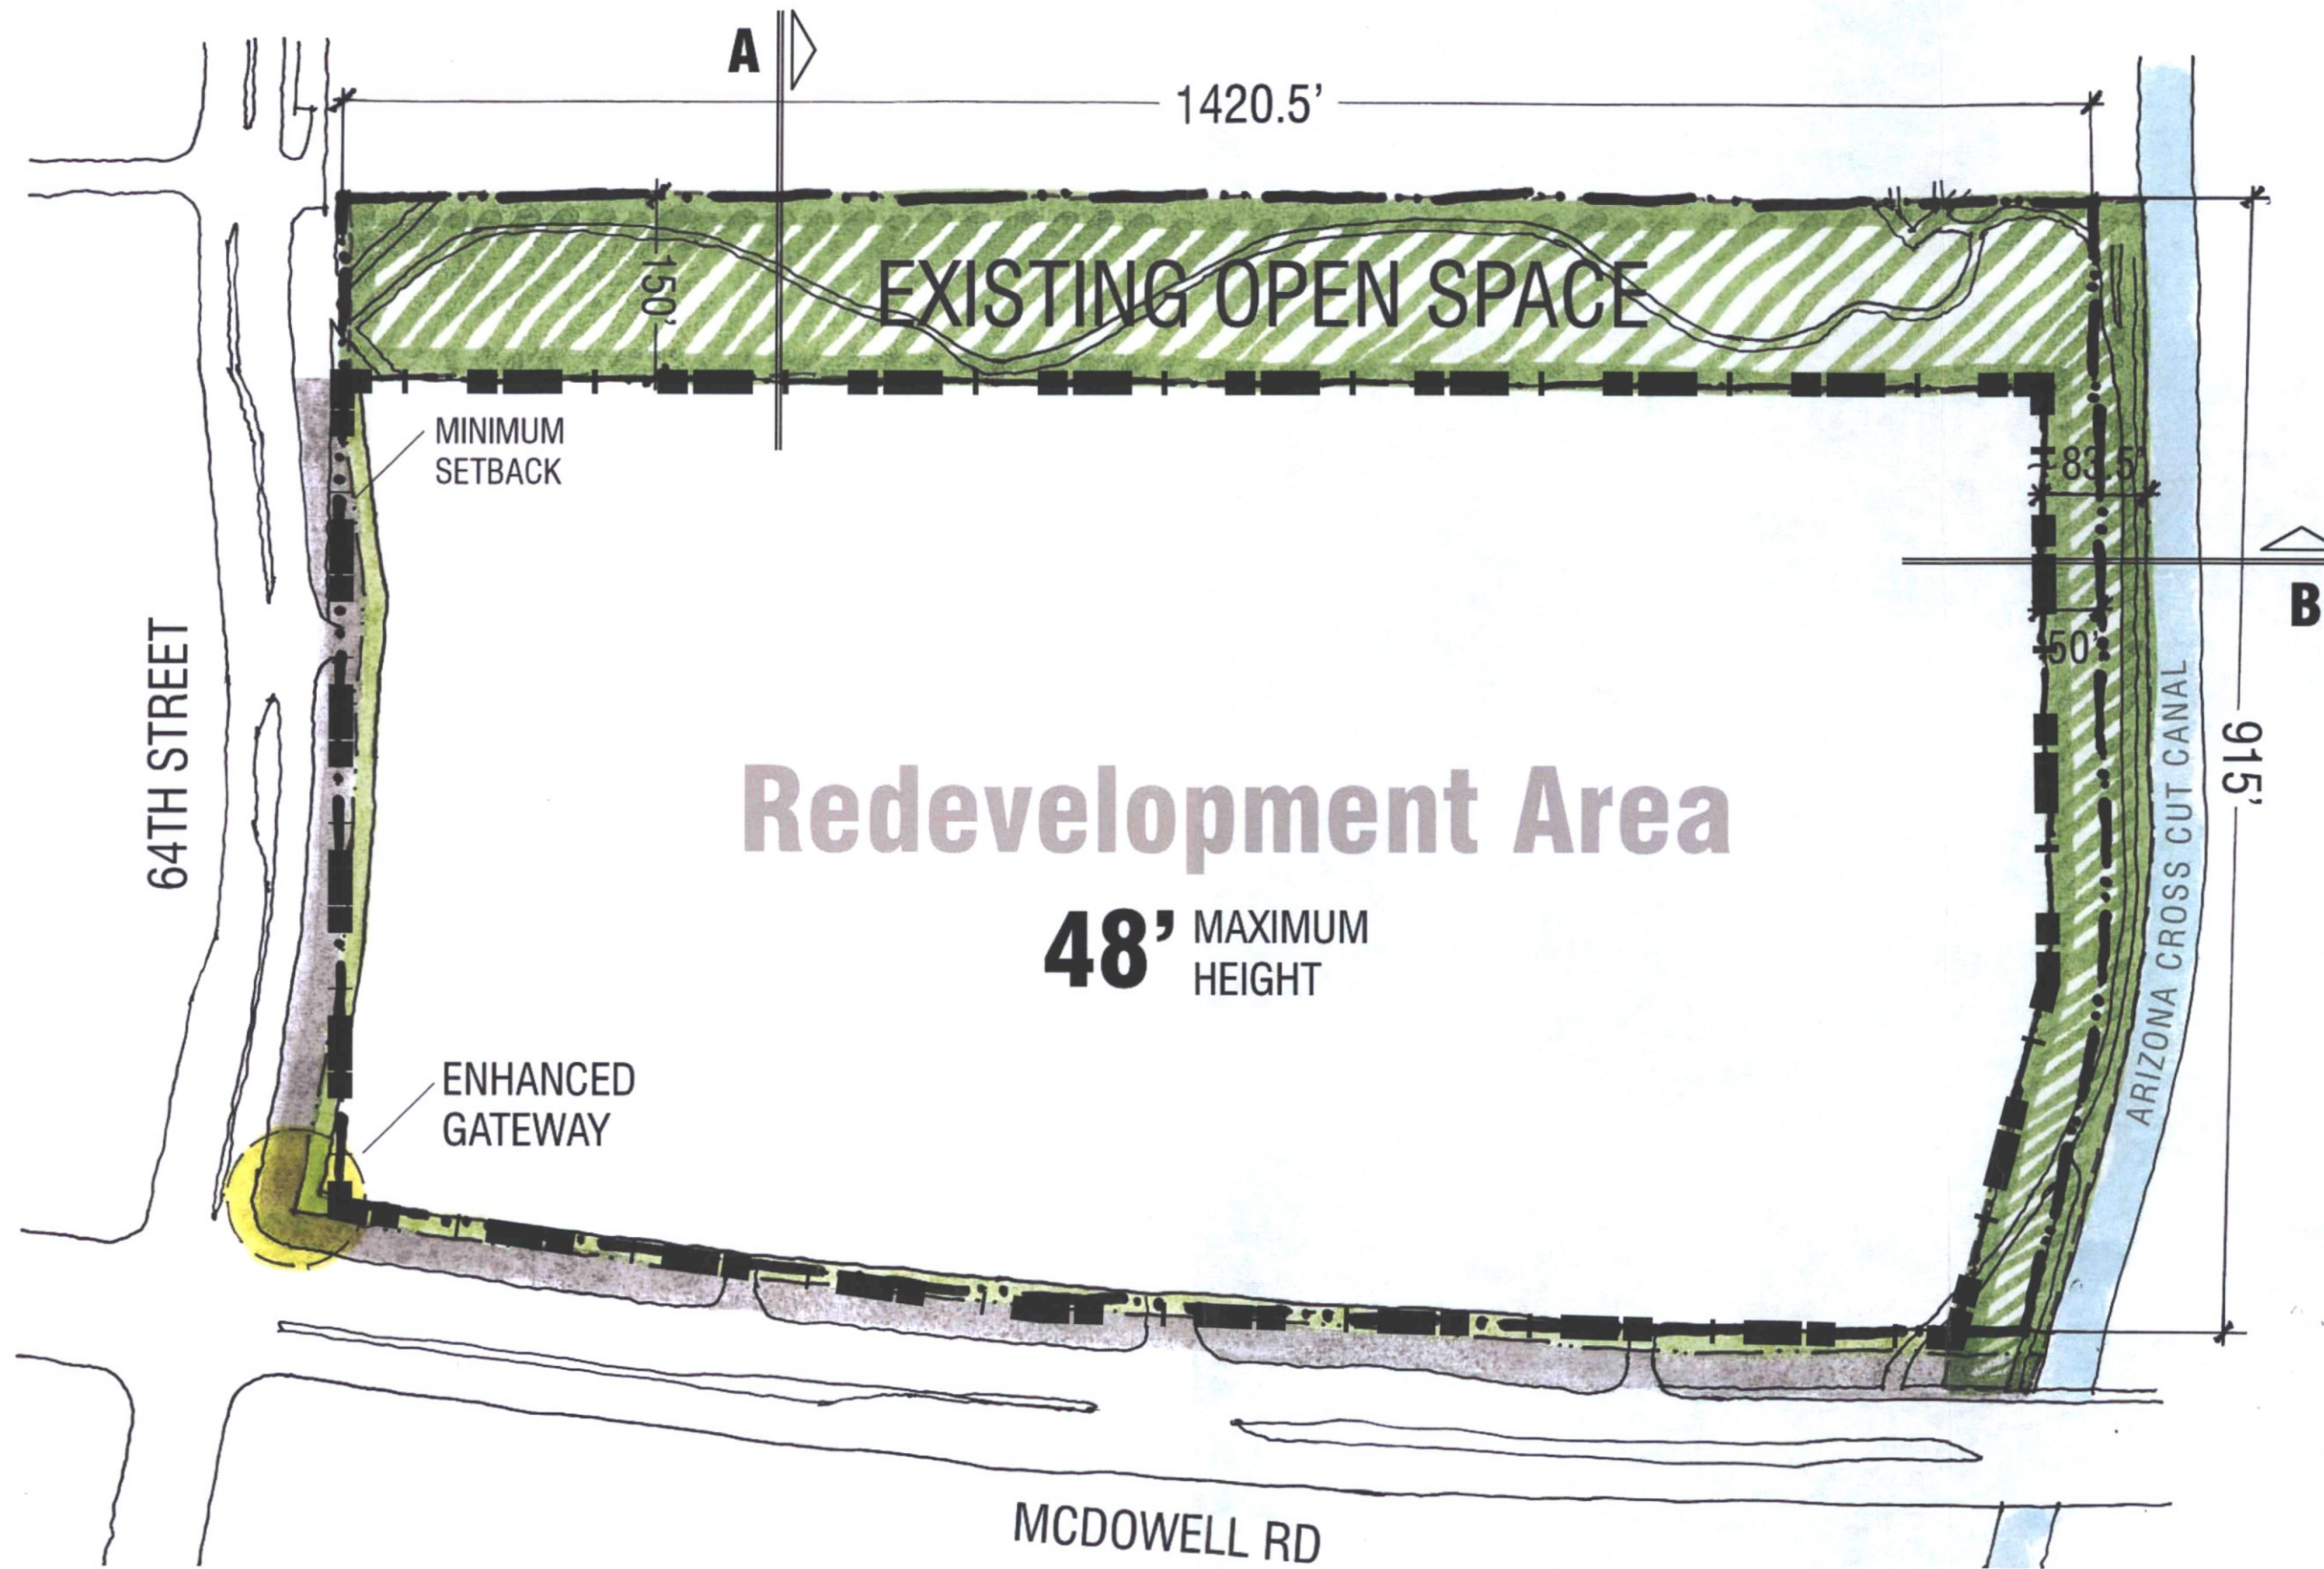 A
1420.5'
150'
EXISTING OPEN SPACE
MINIMUM
SETBACK
83.5'
B
50'
64TH STREET
ARIZONA CROSS CUT CANAL
915'
Redevelopment Area
48' MAXIMUM
HEIGHT
ENHANCED
GATEWAY
MCDOWELL RD